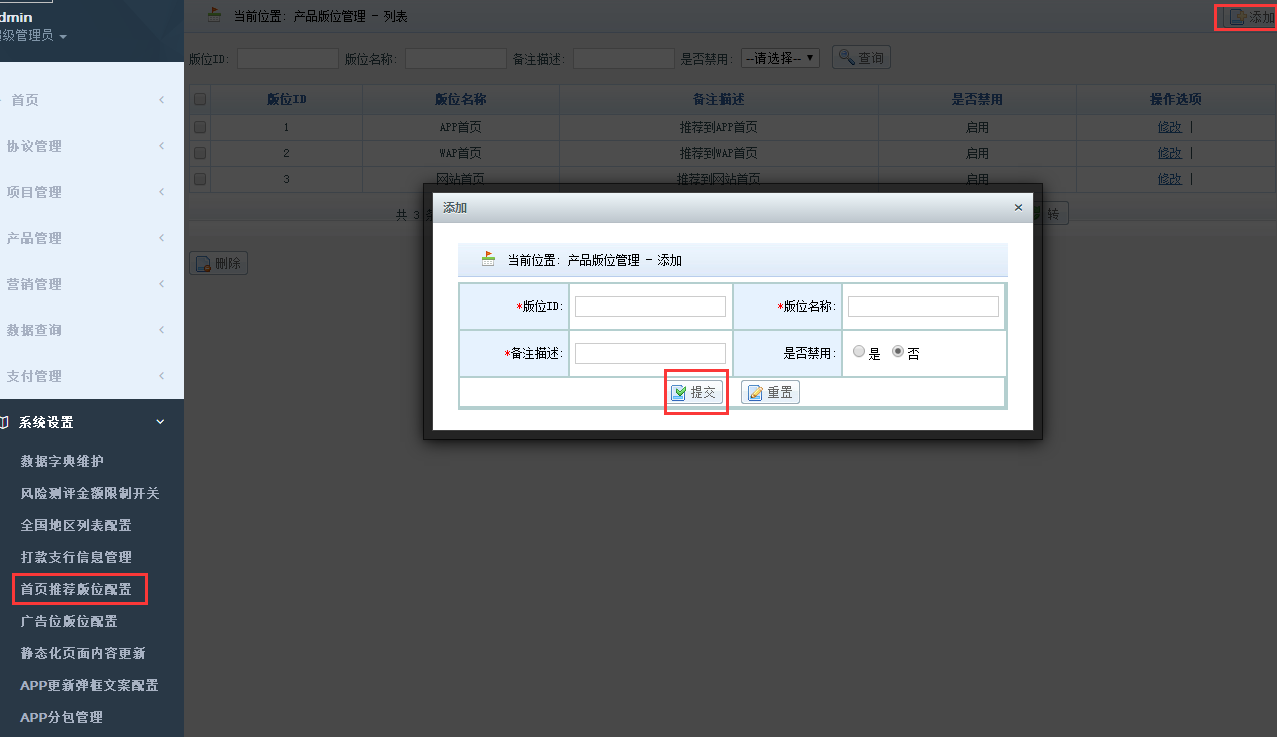 dmin
级管理员
首页
协议管理
项目管理
产品管理
营销管理
数据查询
支付管理
系统设置
数据字典维护
风险测评金额限制开关
全国地区列表配置
打款支行信息管理
首页推荐版位配置
广告位版位配置
静态化页面内容更新
APP更新弹框文案配置
APP分包管理
当前位置: 产品版位管理 - 列表
添加
版位ID: 版位名称: 备注描述: 是否禁用: --请选择-- 查询
版位ID 版位名称 备注描述 是否禁用 操作选项
1 APP首页 推荐到APP首页 启用 修改 |
2 WAP首页 推荐到WAP首页 启用 修改 |
3 网站首页 推荐到网站首页 启用 修改 |
共 3 转
删除
添加 ×
当前位置: 产品版位管理 - 添加
*版位ID: *版位名称:
*备注描述: 是否禁用: 是 否
提交 重置